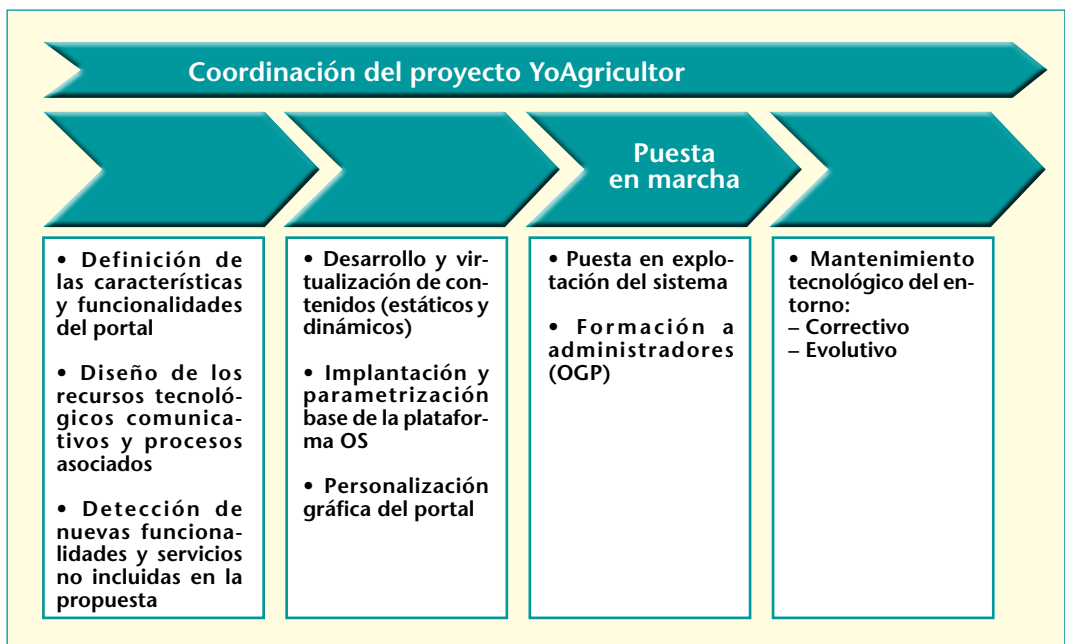 Coordinación del proyecto YoAgricultor
Puesta
en marcha
• Definición de
las características
y funcionalidades
del portal
• Diseño de los
recursos tecnoló-
gicos comunica-
tivos y procesos
asociados
• Detección de
nuevas funciona-
lidades y servicios
no incluidas en la
propuesta
• Desarrollo y vir-
tualización de con-
tenidos (estáticos y
dinámicos)
• Implantación y
parametrización
base de la platafor-
ma OS
• Personalización
gráfica del portal
• Puesta en explo-
tación del sistema
• Formación a
administradores
(OGP)
• Mantenimiento
tecnológico del en-
torno:
– Correctivo
– Evolutivo